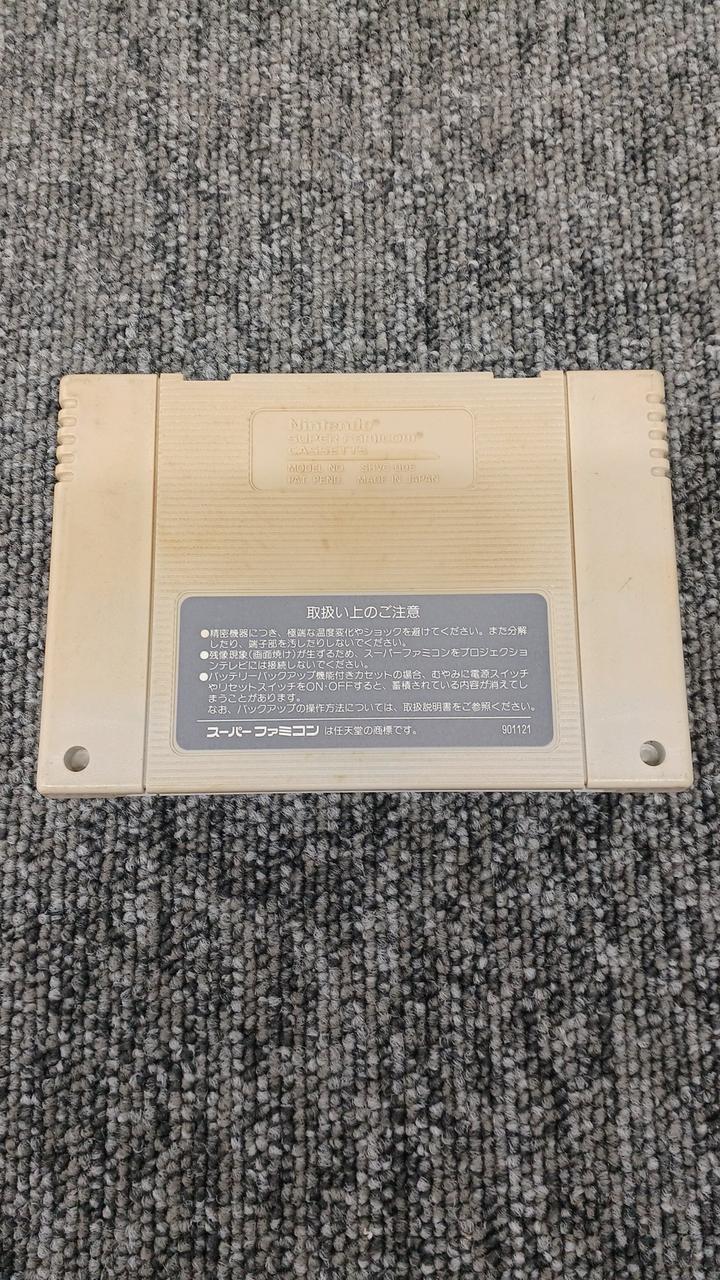 Nintendo®
SUPER FAMICOM®
CASSETTE
MODEL NO. SHVC-006
PAT. PEND. MADE IN JAPAN
取扱い上のご注意
●精密機器につき、極端な温度変化やショックを避けてください。また分解
したり、端子部を汚したりしないでください。
●残像現象(画面焼け)が生ずるため、スーパーファミコンをプロジェクショ
ンテレビには接続しないでください。
●バッテリーバックアップ機能付きカセットの場合、むやみに電源スイッチ
やリセットスイッチをON・OFFすると、蓄積されている内容が消えてし
まうことがあります。
なお、バックアップの操作方法については、取扱説明書をご参照ください。
スーパーファミコン は任天堂の商標です。 901121